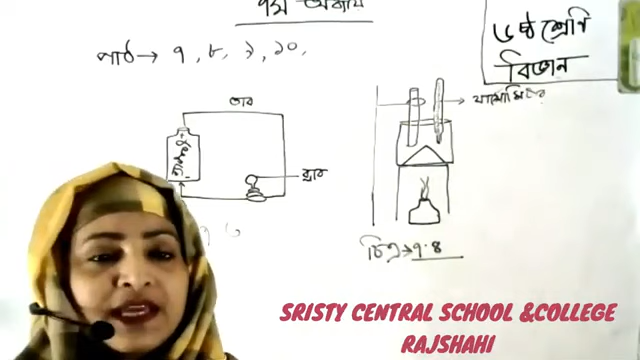 ৭ম অধ্যায়
৬ষ্ঠ শ্রেণি
বিজ্ঞান
পাঠ → ৭, ৮, ৯, ১০,
তার
ব্যাটারি
বাল্ব
থার্মোমিটার
চিত্র → ৭.৪
SRISTY CENTRAL SCHOOL &COLLEGE
RAJSHAHI